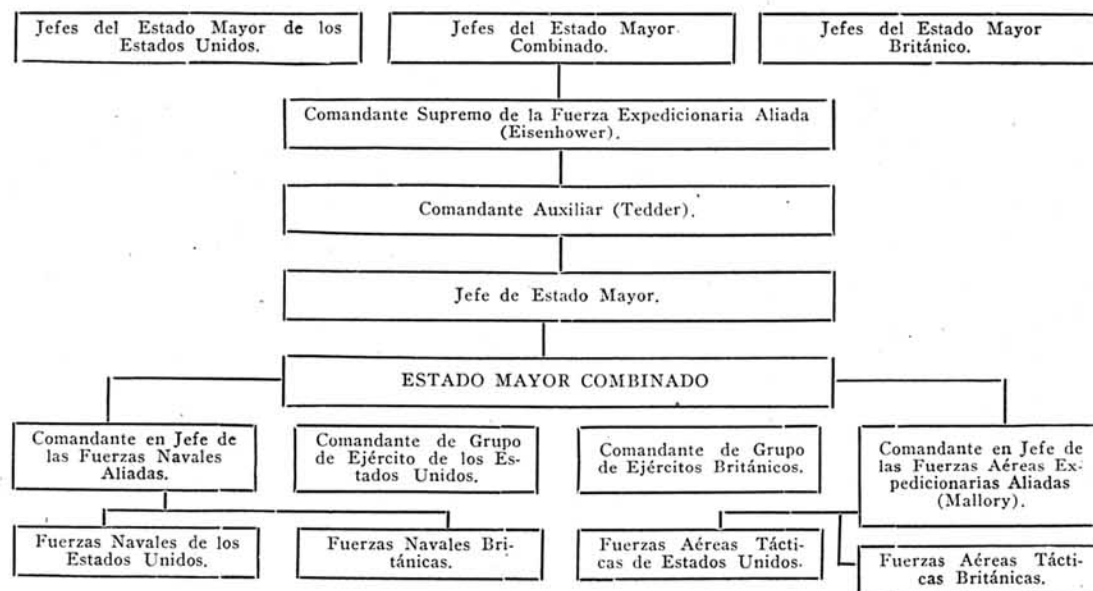 Jefes del Estado Mayor de los
Estados Unidos.
Jefes del Estado Mayor
Combinado.
Jefes del Estado Mayor
Británico.
Comandante Supremo de la Fuerza Expedicionaria Aliada
(Eisenhower).
Comandante Auxiliar (Tedder).
Jefe de Estado Mayor.
ESTADO MAYOR COMBINADO
Comandante en Jefe de
las Fuerzas Navales
Aliadas.
Comandante de Grupo
de Ejército de los Es-
tados Unidos.
Comandante de Grupo
de Ejércitos Británicos.
Comandante en Jefe de
las Fuerzas Aéreas Ex-
pedicionarias Aliadas
(Mallory).
Fuerzas Navales de los
Estados Unidos.
Fuerzas Navales Bri-
tánicas.
Fuerzas Aéreas Tácti-
cas de Estados Unidos.
Fuerzas Aéreas Tácti-
cas Británicas.